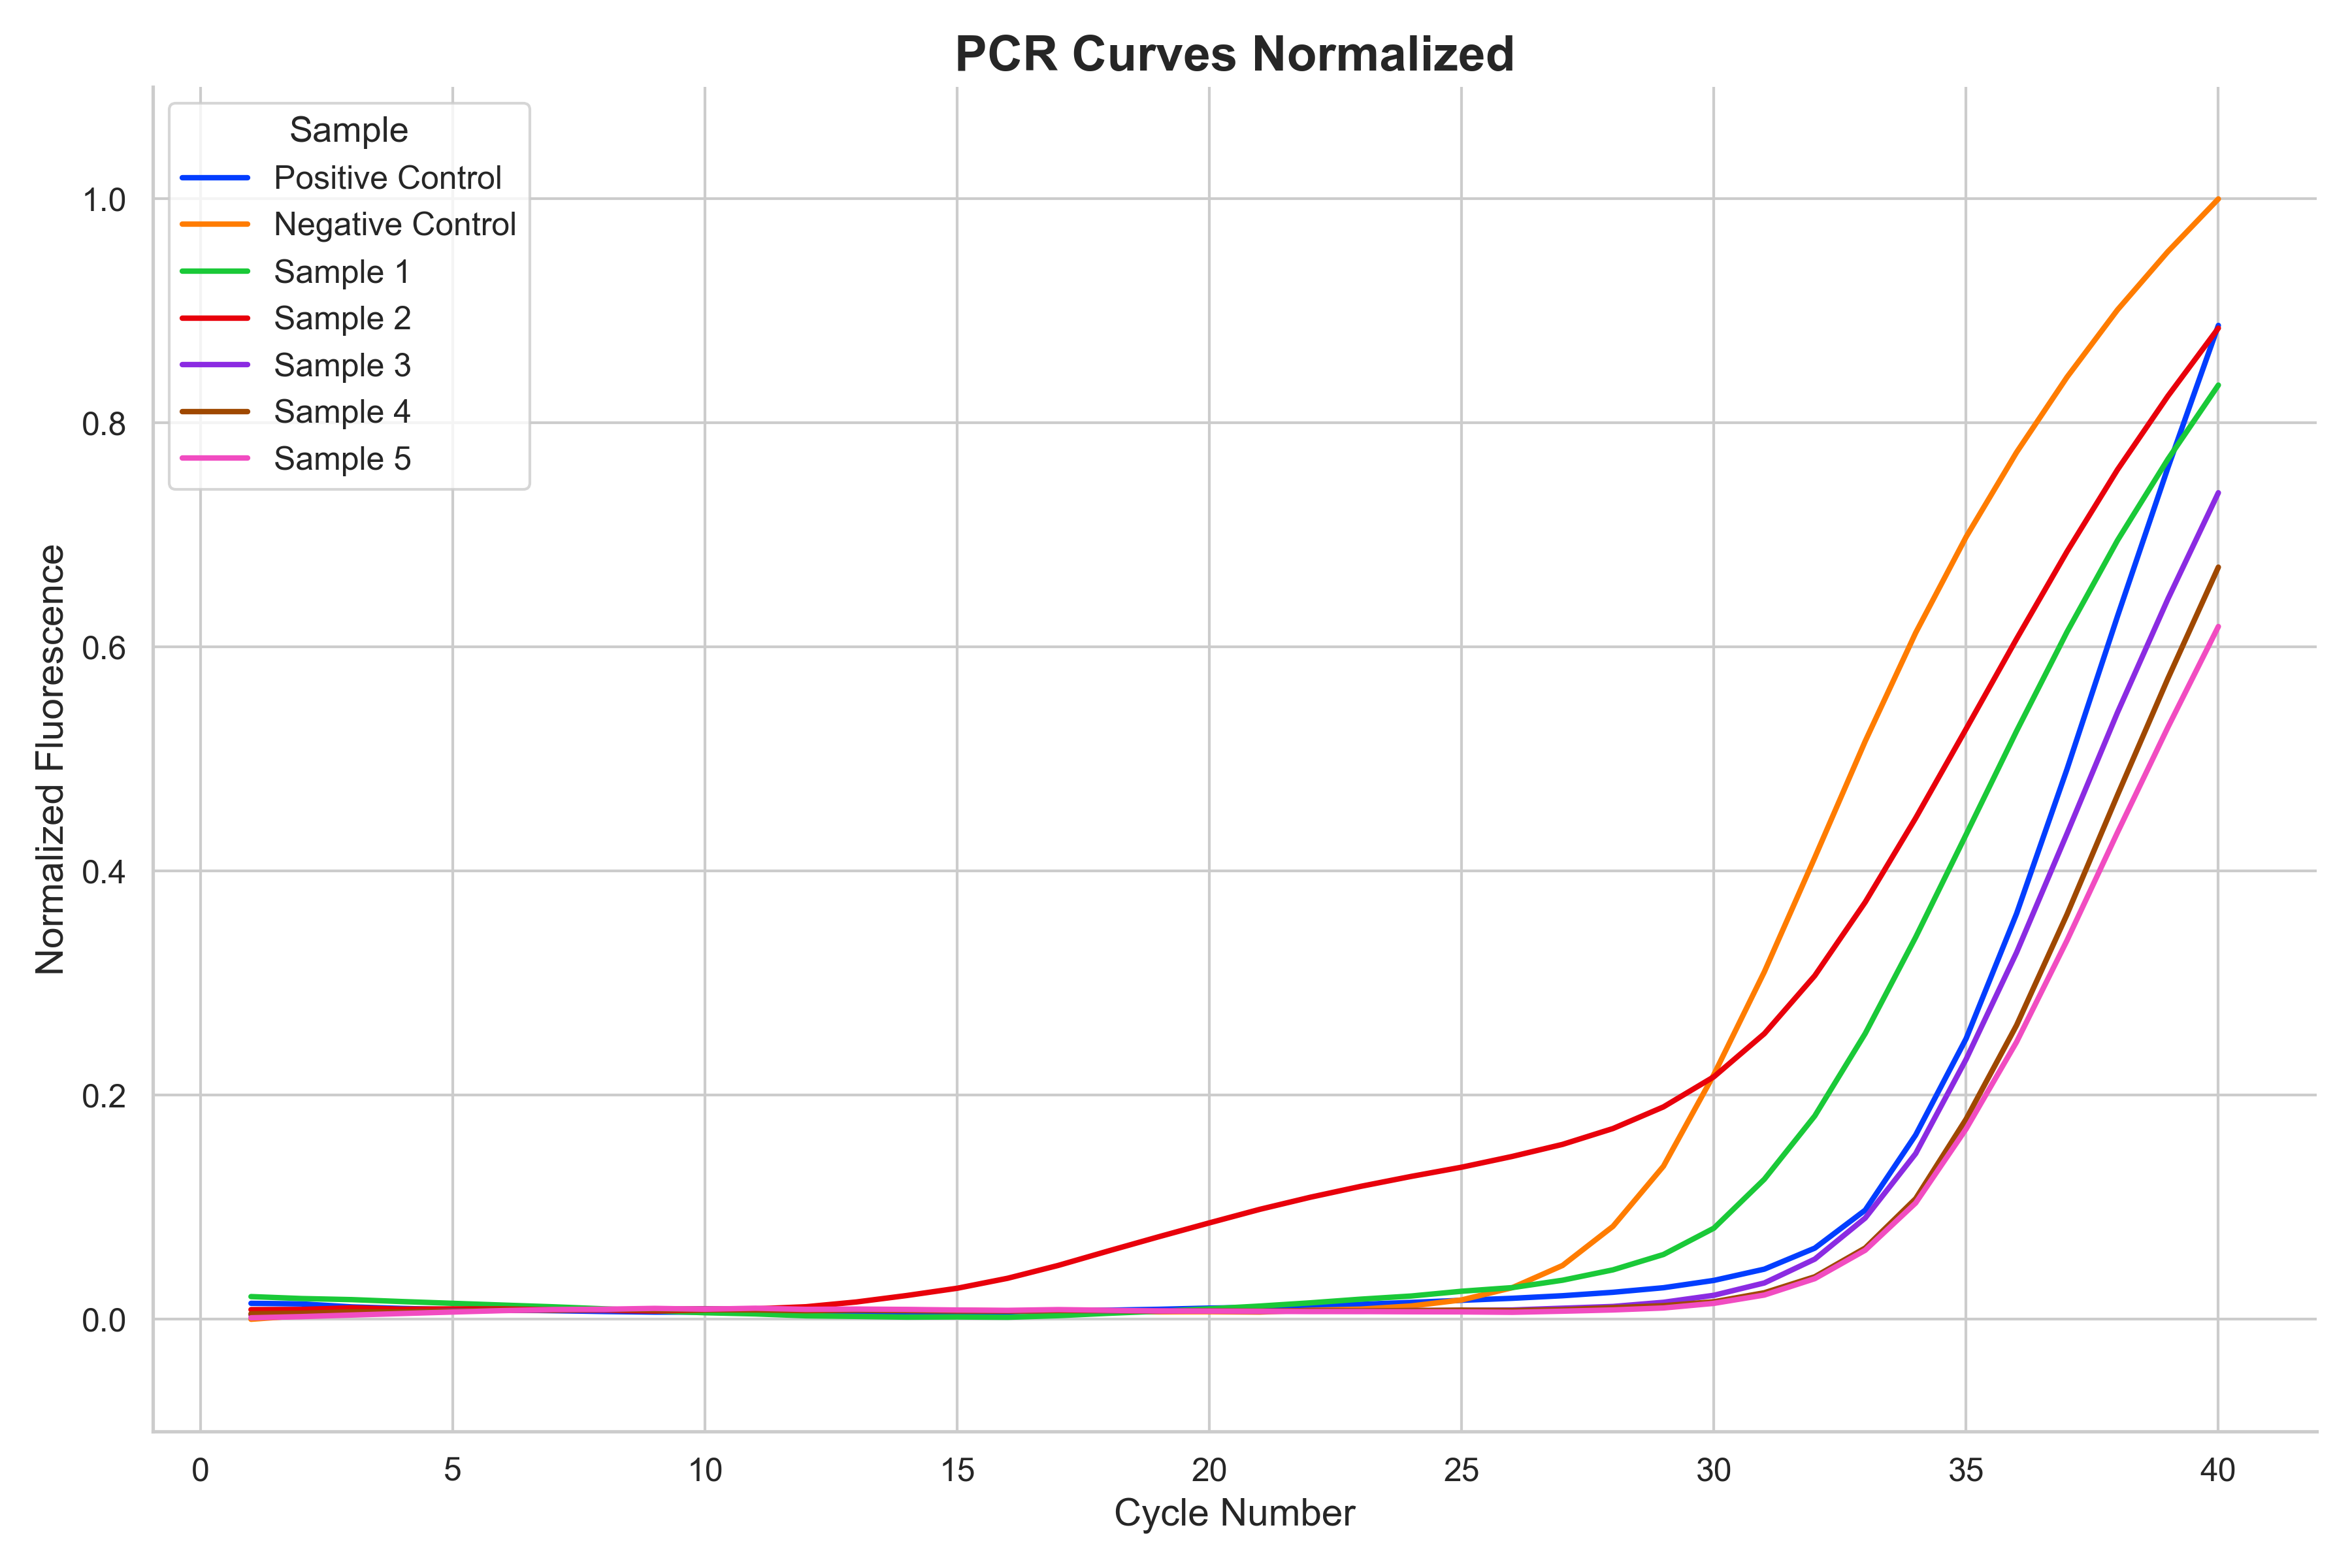 PCR Curves Normalized
Sample
Positive Control
Negative Control
Sample 1
Sample 2
Sample 3
Sample 4
Sample 5
Normalized Fluorescence
1.0
0.8
0.6
0.4
0.2
0.0
0 5 10 15 20 25 30 35 40
Cycle Number